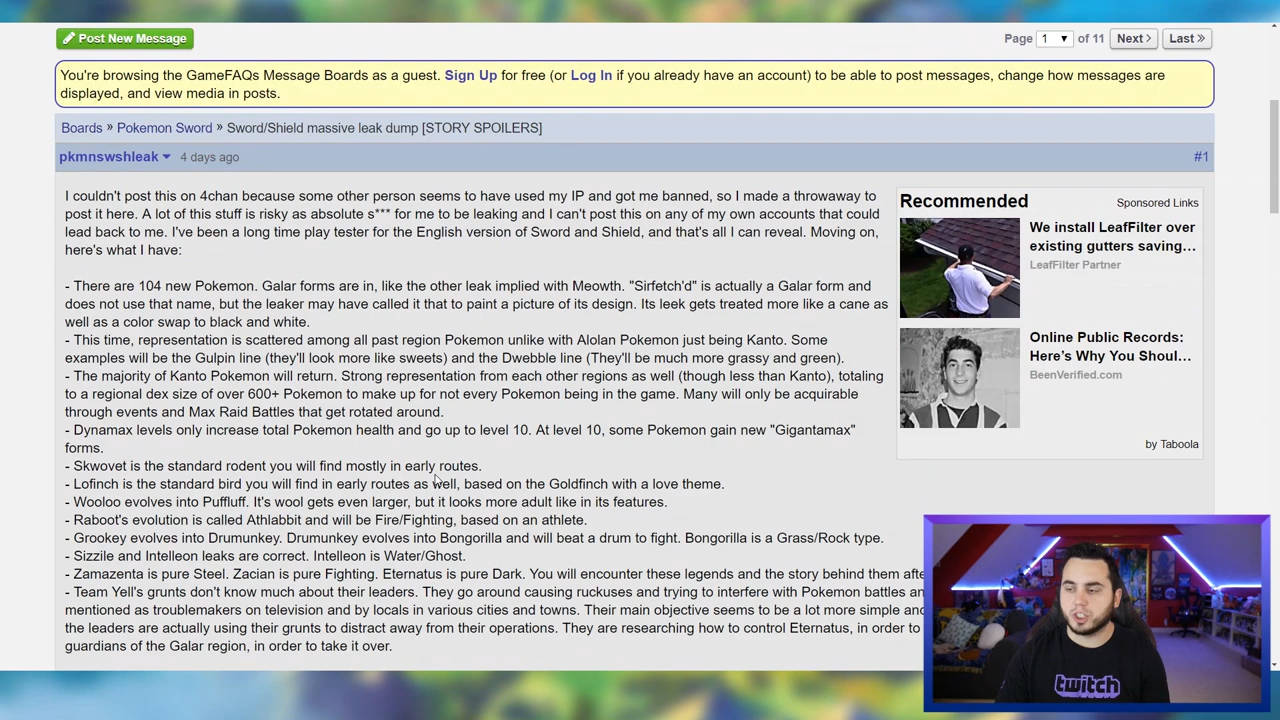 Post New Message
Page 1 of 11 Next Last
You're browsing the GameFAQs Message Boards as a guest. Sign Up for free (or Log In if you already have an account) to be able to post messages, change how messages are
displayed, and view media in posts.
Boards » Pokemon Sword » Sword/Shield massive leak dump [STORY SPOILERS]
pkmnswshleak 4 days ago #1
I couldn't post this on 4chan because some other person seems to have used my IP and got me banned, so I made a throwaway to
post it here. A lot of this stuff is risky as absolute s*** for me to be leaking and I can't post this on any of my own accounts that could
lead back to me. I've been a long time play tester for the English version of Sword and Shield, and that's all I can reveal. Moving on,
here's what I have:
- There are 104 new Pokemon. Galar forms are in, like the other leak implied with Meowth. "Sirfetch'd" is actually a Galar form and
does not use that name, but the leaker may have called it that to paint a picture of its design. Its leek gets treated more like a cane as
well as a color swap to black and white.
- This time, representation is scattered among all past region Pokemon unlike with Alolan Pokemon just being Kanto. Some
examples will be the Gulpin line (they'll look more like sweets) and the Dwebble line (They'll be much more grassy and green).
- The majority of Kanto Pokemon will return. Strong representation from each other regions as well (though less than Kanto), totaling
to a regional dex size of over 600+ Pokemon to make up for not every Pokemon being in the game. Many will only be acquirable
through events and Max Raid Battles that get rotated around.
- Dynamax levels only increase total Pokemon health and go up to level 10. At level 10, some Pokemon gain new "Gigantamax"
forms.
- Skwovet is the standard rodent you will find mostly in early routes.
- Lofinch is the standard bird you will find in early routes as well, based on the Goldfinch with a love theme.
- Wooloo evolves into Puffluff. It's wool gets even larger, but it looks more adult like in its features.
- Raboot's evolution is called Athlabbit and will be Fire/Fighting, based on an athlete.
- Grookey evolves into Drumunkey. Drumunkey evolves into Bongorilla and will beat a drum to fight. Bongorilla is a Grass/Rock type.
- Sizzile and Intelleon leaks are correct. Intelleon is Water/Ghost.
- Zamazenta is pure Steel. Zacian is pure Fighting. Eternatus is pure Dark. You will encounter these legends and the story behind them afte
- Team Yell's grunts don't know much about their leaders. They go around causing ruckuses and trying to interfere with Pokemon battles an
mentioned as troublemakers on television and by locals in various cities and towns. Their main objective seems to be a lot more simple and
the leaders are actually using their grunts to distract away from their operations. They are researching how to control Eternatus, in order to
guardians of the Galar region, in order to take it over.
Recommended Sponsored Links
We install LeafFilter over
existing gutters saving...
LeafFilter Partner
Online Public Records:
Here's Why You Shoul...
BeenVerified.com
by Taboola
twitch